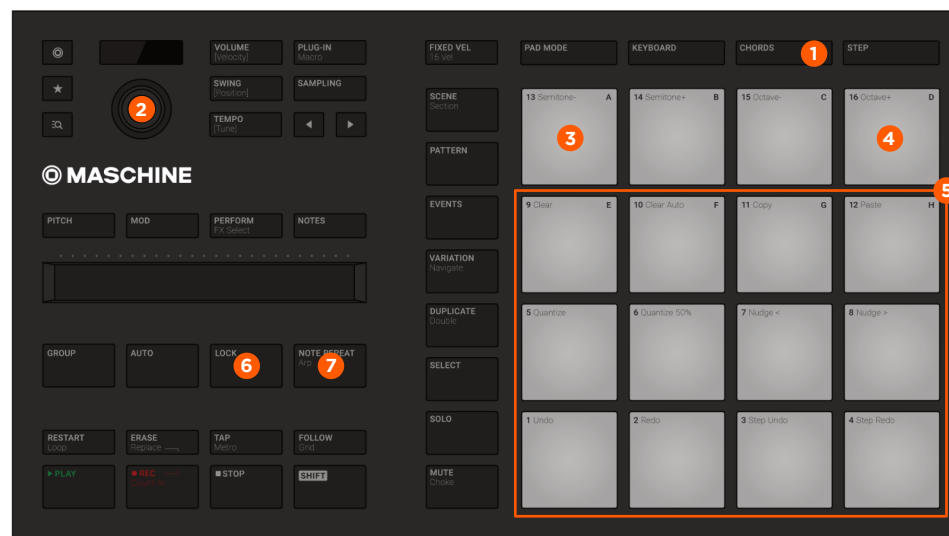 VOLUME
[Velocity]
PLUG-IN
Macro
SWING
[Position]
SAMPLING
TEMPO
[Tune]
2
MASCHINE
PITCH
MOD
PERFORM
FX Select
NOTES
GROUP
AUTO
LOCK
6
NOTE REPEAT
Arp
7
RESTART
Loop
ERASE
Replace
TAP
Metro
FOLLOW
Grid
PLAY
REC
Count In
STOP
SHIFT
FIXED VEL
16 Vel
SCENE
Section
PATTERN
EVENTS
VARIATION
Navigate
DUPLICATE
Double
SELECT
SOLO
MUTE
Choke
PAD MODE
KEYBOARD
CHORDS
1
STEP
13 Semitone- A
14 Semitone+ B
15 Octave- C
16 Octave+ D
3
4
5
9 Clear E
10 Clear Auto F
11 Copy G
12 Paste H
5 Quantize
6 Quantize 50%
7 Nudge <
8 Nudge >
1 Undo
2 Redo
3 Step Undo
4 Step Redo